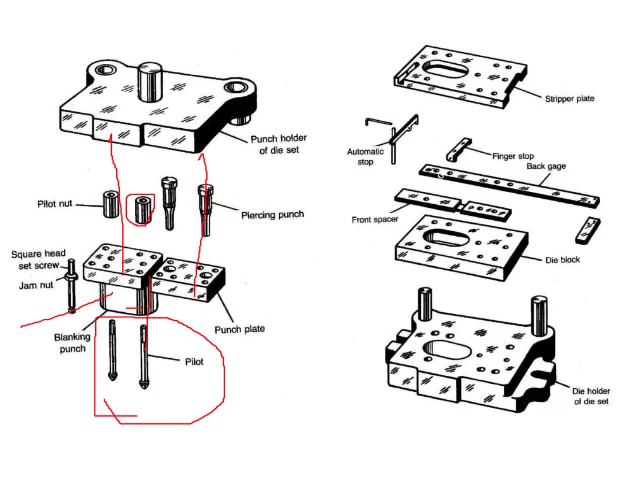 Punch holder
of die set
Pilot nut
Piercing punch
Square head
set screw
Jam nut
Punch plate
Blanking
punch
Pilot
Stripper plate
Automatic
stop
Finger stop
Back gage
Front spacer
Die block
Die holder
of die set